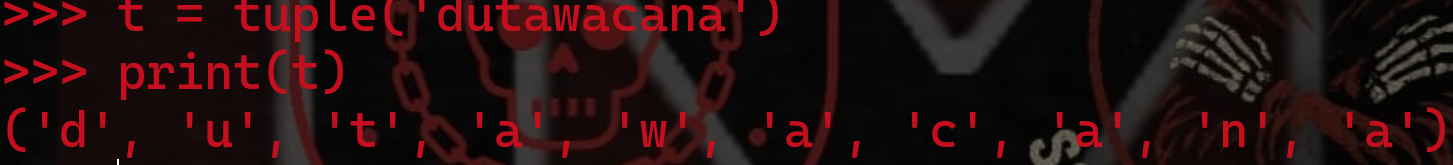 >>> t = tuple('dutawacana')
>>> print(t)
('d', 'u', 't', 'a', 'w', 'a', 'c', 'a', 'n', 'a')